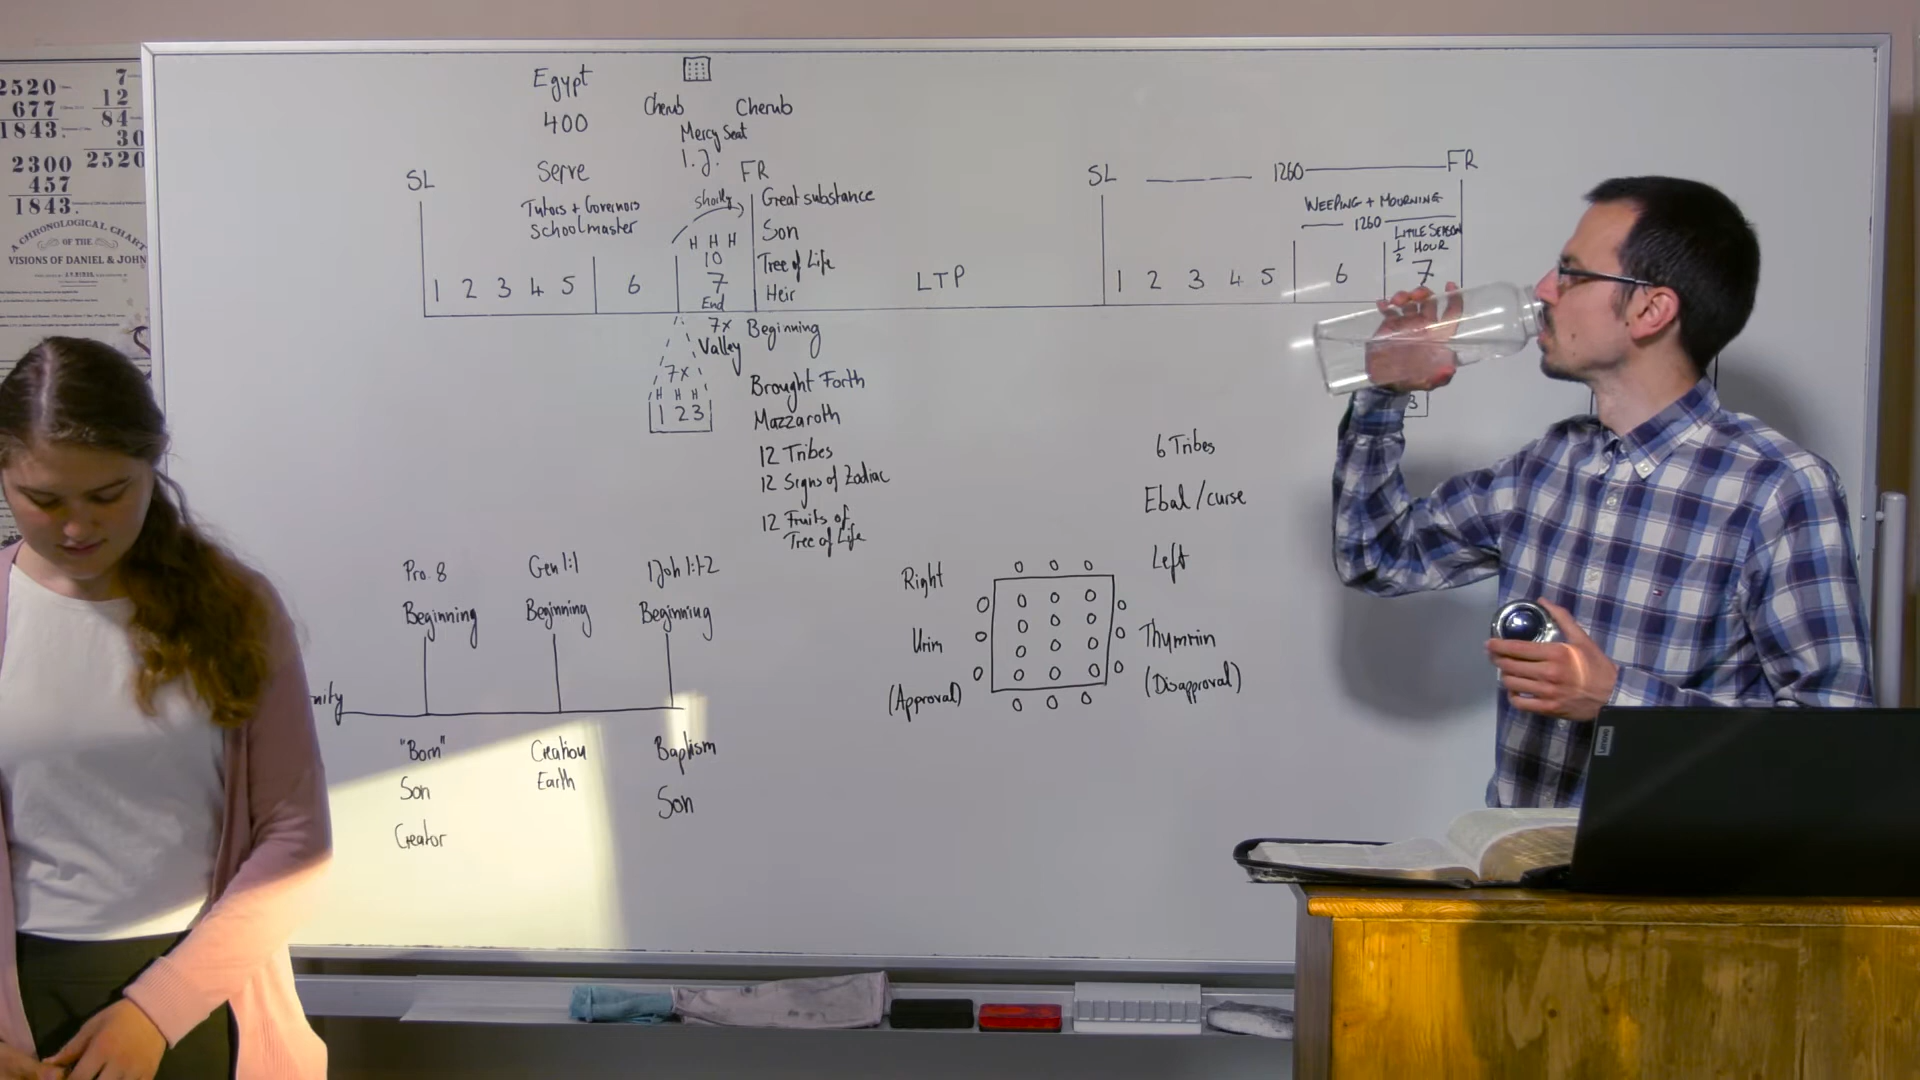 2520
677
1843.
7
12
84
30
2520
2300
457
1843.
A CHRONOLOGICAL CHART
OF THE
VISIONS OF DANIEL & JOHN
Egypt
400
Serve
Tutors + Governors
Schoolmaster
Cherub Cherub
Mercy Seat
I.J.
SL
FR
shortly
1 2 3 4 5 6
H H H
10
7
End
Great substance
Son
Tree of Life
Heir
LTP
7x Beginning
Valley
7x
H H H
1 2 3
Brought Forth
Mazzaroth
12 Tribes
12 Signs of Zodiac
12 Fruits of
Tree of Life
SL 1260 FR
WEEPING + MOURNING
1260
LITTLE SEASON
1/2 HOUR
1 2 3 4 5 6 7
3
6 Tribes
Ebal/curse
Left
Thymmin
(Disapproval)
Right
Urim
(Approval)
Pro. 8 Gen 1:1 1Joh 1:1-2
Beginning Beginning Beginning
nity
"Born" Creation Baptism
Son Earth Son
Creator
Lenovo